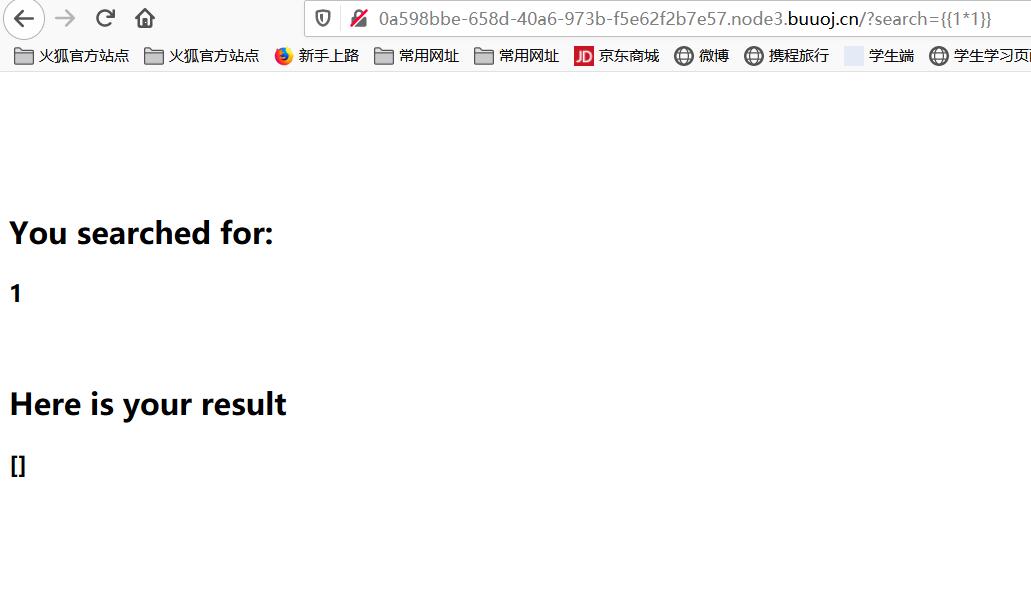 0a598bbe-658d-40a6-973b-f5e62f2b7e57.node3.buuoj.cn/?search={{1*1}}
火狐官方站点 火狐官方站点 新手上路 常用网址 常用网址 JD 京东商城 微博 携程旅行 学生端 学生学习页
You searched for:
1
Here is your result
[]